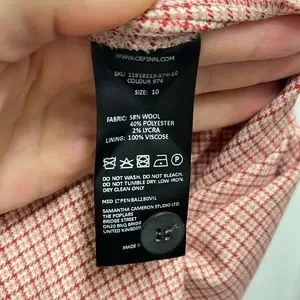 WWW.CEFINN.COM
SKU 11918218-974-10
COLOUR 974
SIZE: 10
FABRIC: 58% WOOL
40% POLYESTER
2% LYCRA
LINING: 100% VISCOSE
P
DO NOT WASH. DO NOT BLEACH.
DO NOT TUMBLE DRY. LOW IRON.
DRY CLEAN ONLY
SAMANTHA CAMERON STUDIO LTD.
THE POPLARS
BRIDGE STREET
UNITED KINGDOM
MADE